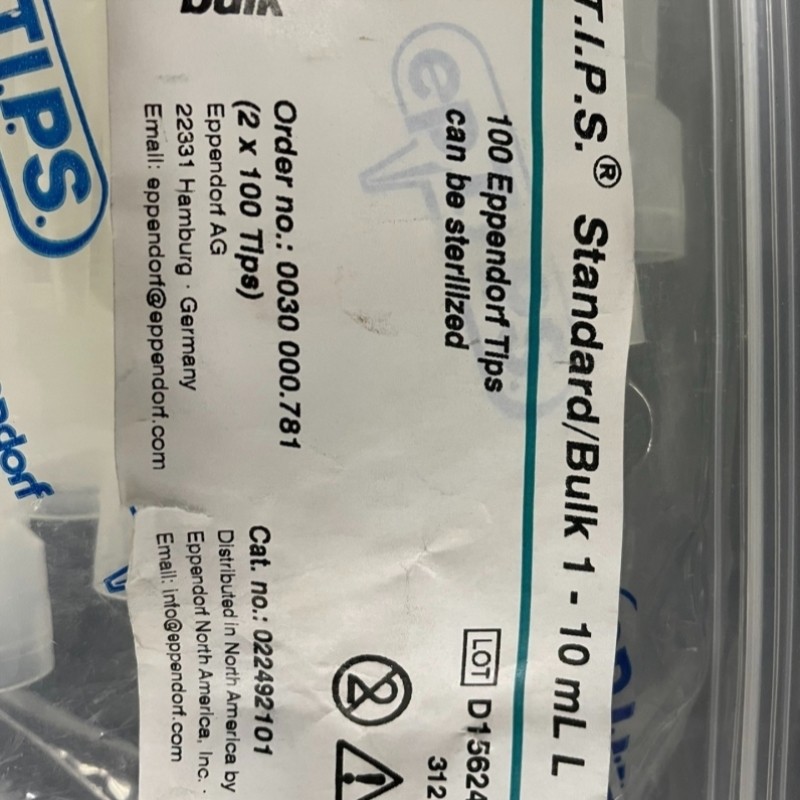 T.I.P.S.® Standard/Bulk 1 - 10 mL L
100 Eppendorf Tips
can be sterilized
LOT D15624
312
Order no.: 0030 000.781
(2 x 100 Tips)
Eppendorf AG
22331 Hamburg · Germany
Email: eppendorf@eppendorf.com
Cat. no.: 022492101
Distributed in North America by
Eppendorf North America, Inc. ·
Email: info@eppendorf.com
Bulk
T.I.P.S.